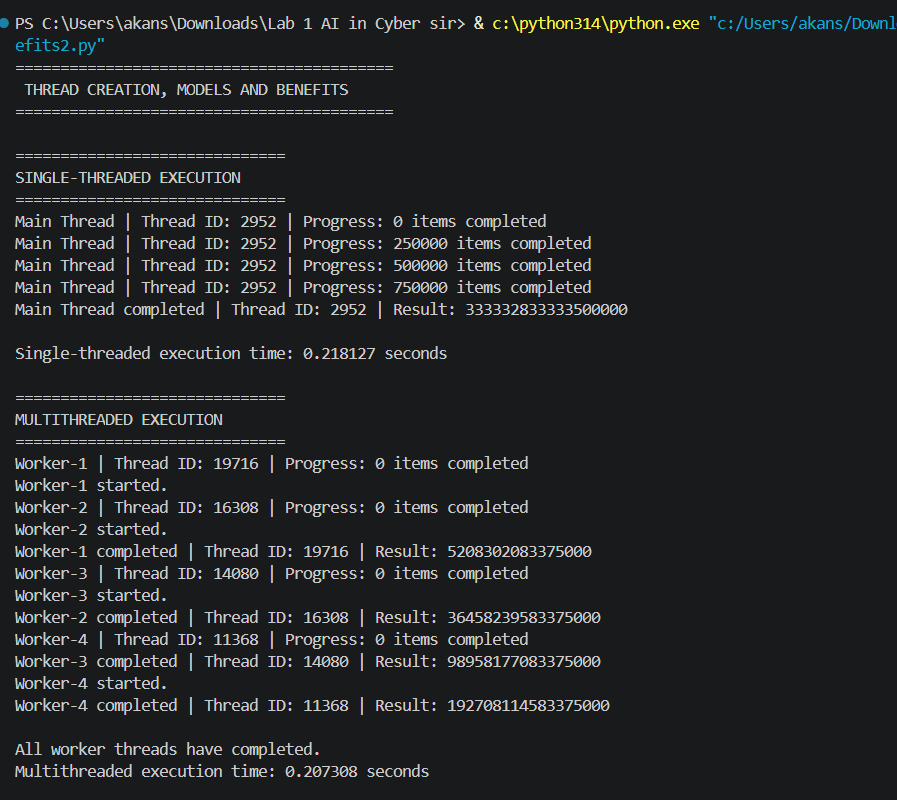 PS C:\Users\akans\Downloads\Lab 1 AI in Cyber sir> & c:\python314\python.exe "c:/Users/akans/Downl
efits2.py"
==========================================
THREAD CREATION, MODELS AND BENEFITS
==========================================
==============================
SINGLE-THREADED EXECUTION
==============================
Main Thread | Thread ID: 2952 | Progress: 0 items completed
Main Thread | Thread ID: 2952 | Progress: 250000 items completed
Main Thread | Thread ID: 2952 | Progress: 500000 items completed
Main Thread | Thread ID: 2952 | Progress: 750000 items completed
Main Thread completed | Thread ID: 2952 | Result: 333332833333500000
Single-threaded execution time: 0.218127 seconds
==============================
MULTITHREADED EXECUTION
==============================
Worker-1 | Thread ID: 19716 | Progress: 0 items completed
Worker-1 started.
Worker-2 | Thread ID: 16308 | Progress: 0 items completed
Worker-2 started.
Worker-1 completed | Thread ID: 19716 | Result: 5208302083375000
Worker-3 | Thread ID: 14080 | Progress: 0 items completed
Worker-3 started.
Worker-2 completed | Thread ID: 16308 | Result: 36458239583375000
Worker-4 | Thread ID: 11368 | Progress: 0 items completed
Worker-3 completed | Thread ID: 14080 | Result: 98958177083375000
Worker-4 started.
Worker-4 completed | Thread ID: 11368 | Result: 192708114583375000
All worker threads have completed.
Multithreaded execution time: 0.207308 seconds